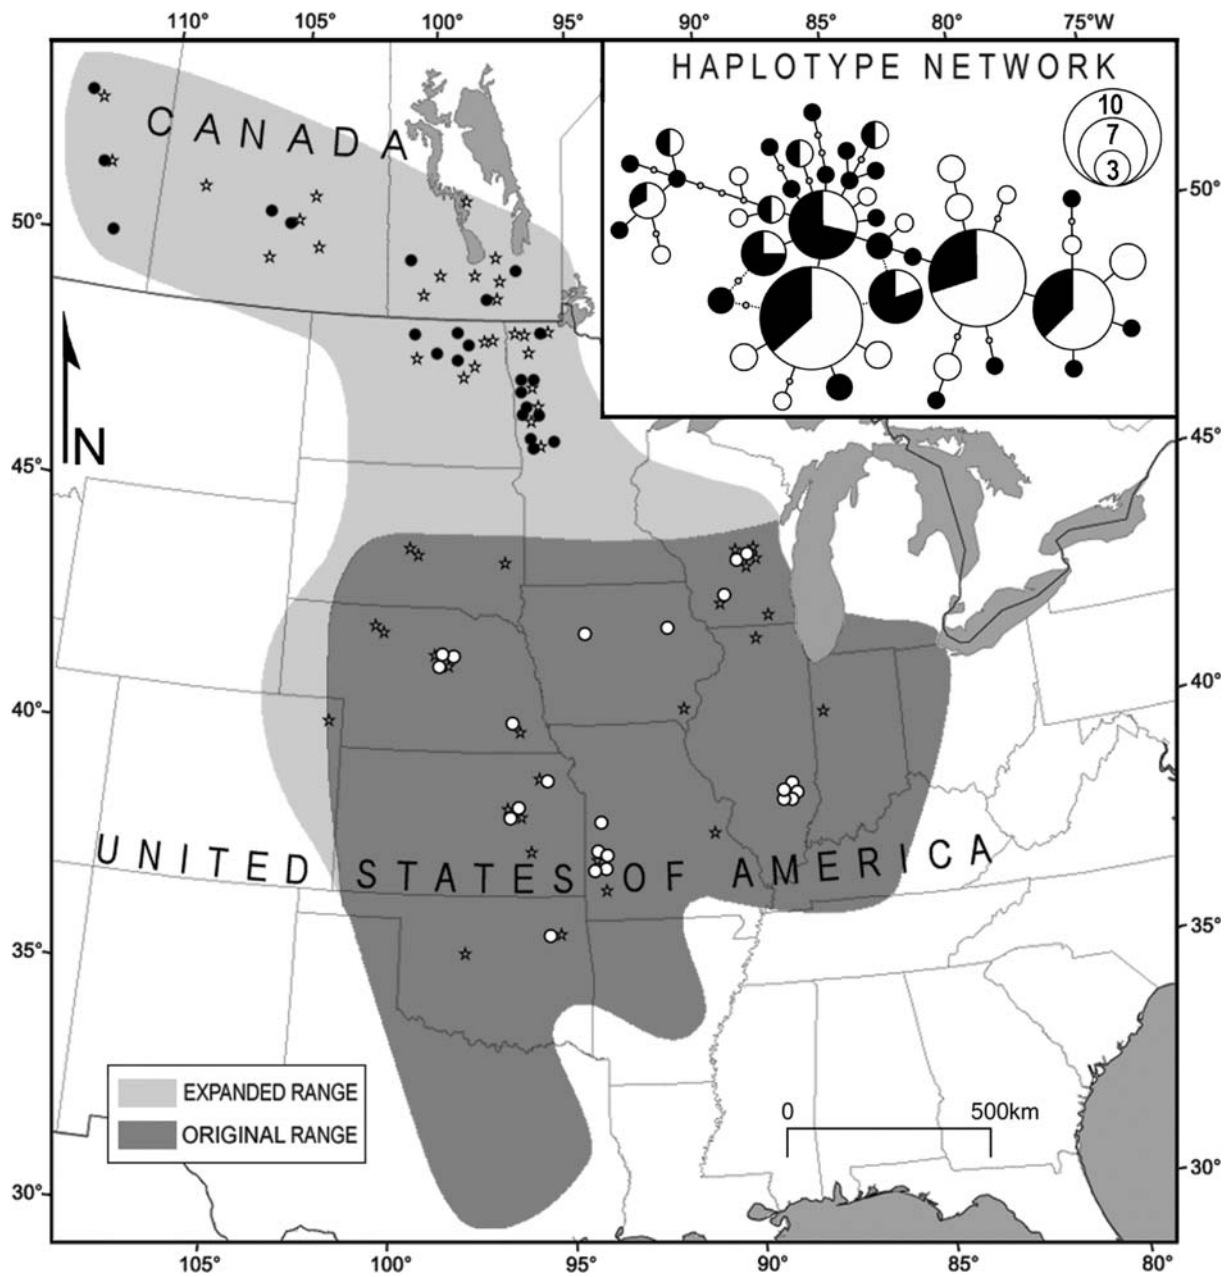 110° 105° 100° 95° 90° 85° 80° 75°W
HAPLOTYPE NETWORK
10
7
3
CANADA
50° 50°
N
45° 45°
40° 40°
UNITED STATES OF AMERICA
35° 35°
EXPANDED RANGE
ORIGINAL RANGE
0 500km
30° 30°
105° 100° 95° 90° 85° 80°